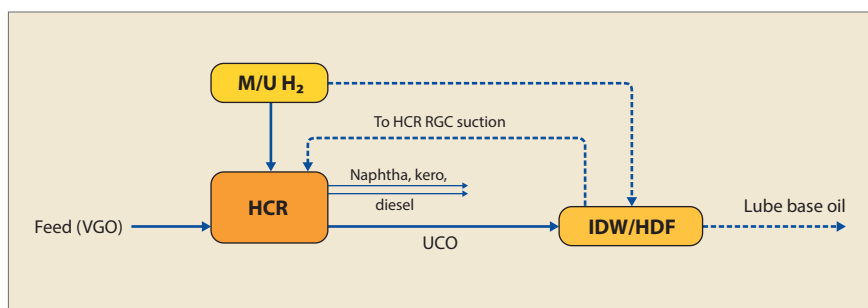 M/U H₂
To HCR RGC suction
Naphtha, kero,
diesel
HCR
Feed (VGO)
UCO
IDW/HDF
Lube base oil